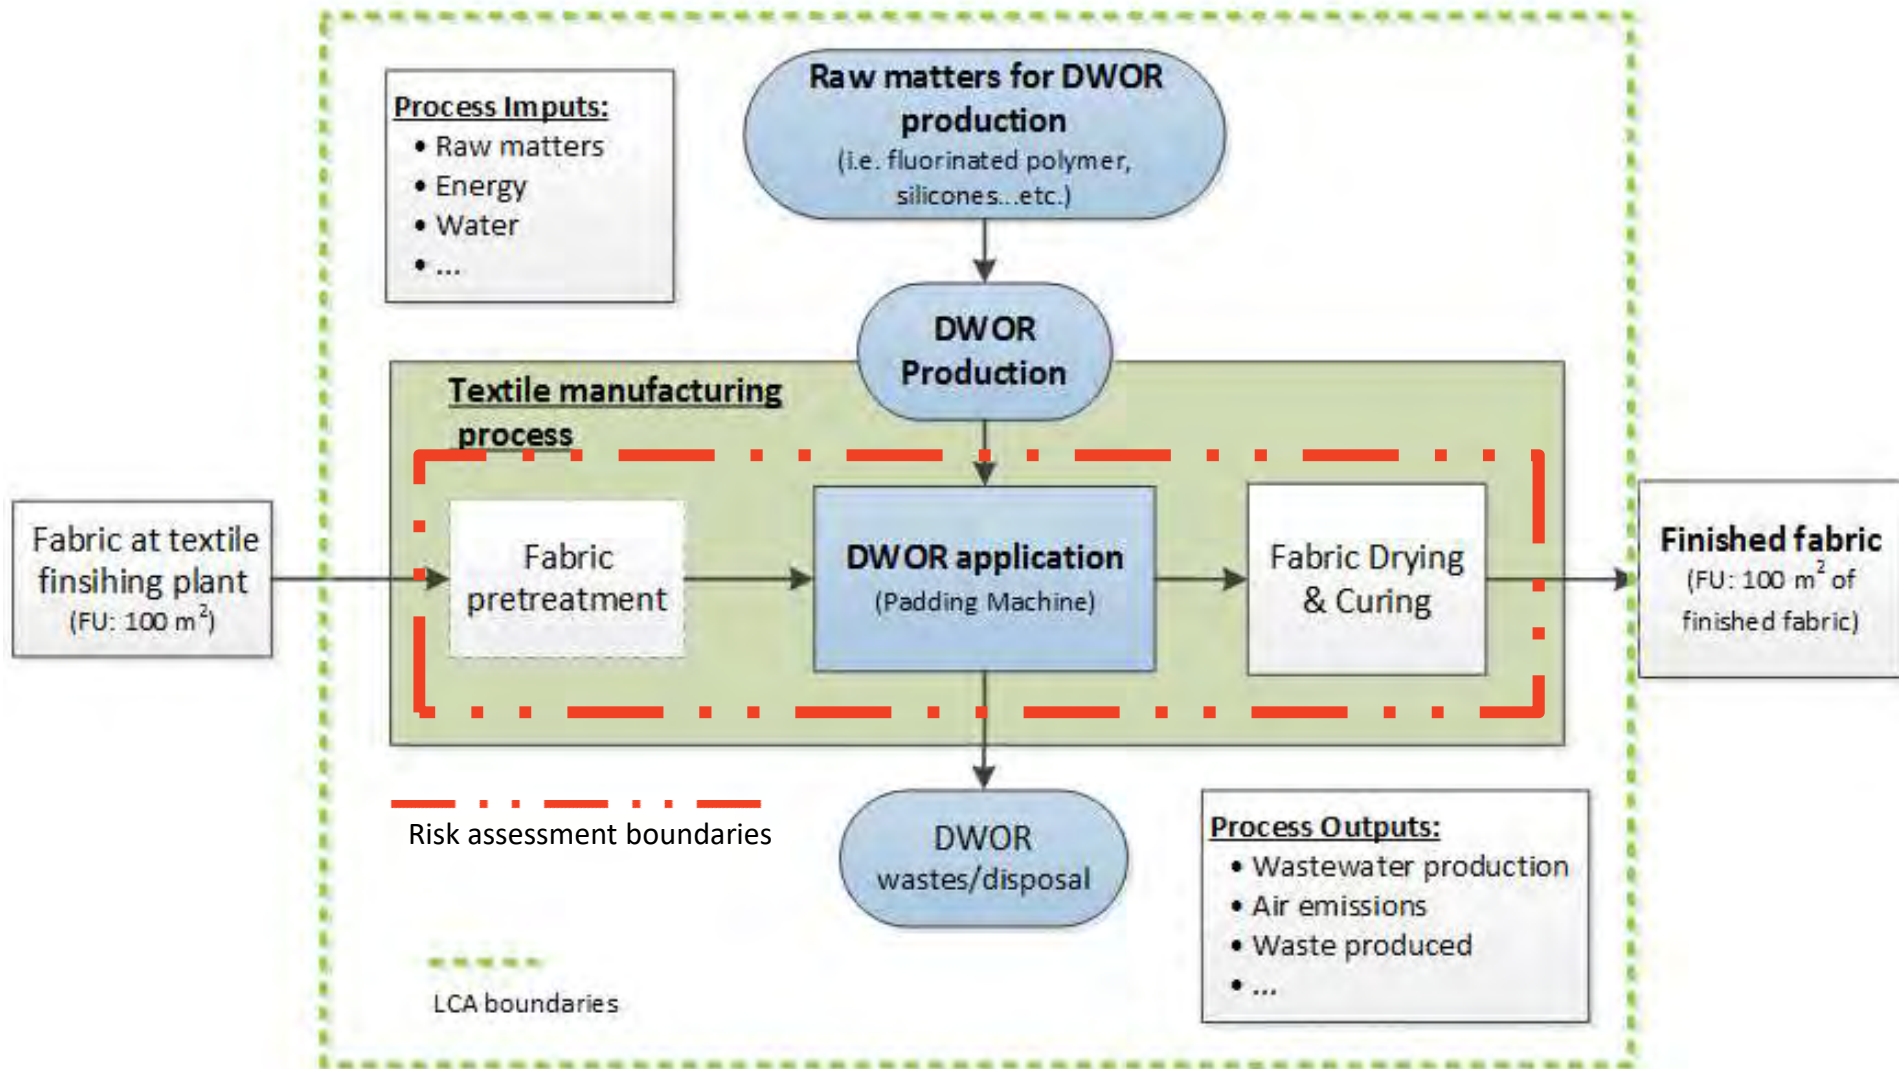 Raw matters for DWOR
production
(i.e. fluorinated polymer,
silicones...etc.)
Process Imputs:
• Raw matters
• Energy
• Water
• ...
DWOR
Production
Textile manufacturing
process
Fabric at textile
finsihing plant
(FU: 100 m²)
Fabric
pretreatment
DWOR application
(Padding Machine)
Fabric Drying
& Curing
Finished fabric
(FU: 100 m² of
finished fabric)
Risk assessment boundaries
DWOR
wastes/disposal
Process Outputs:
• Wastewater production
• Air emissions
• Waste produced
• ...
LCA boundaries